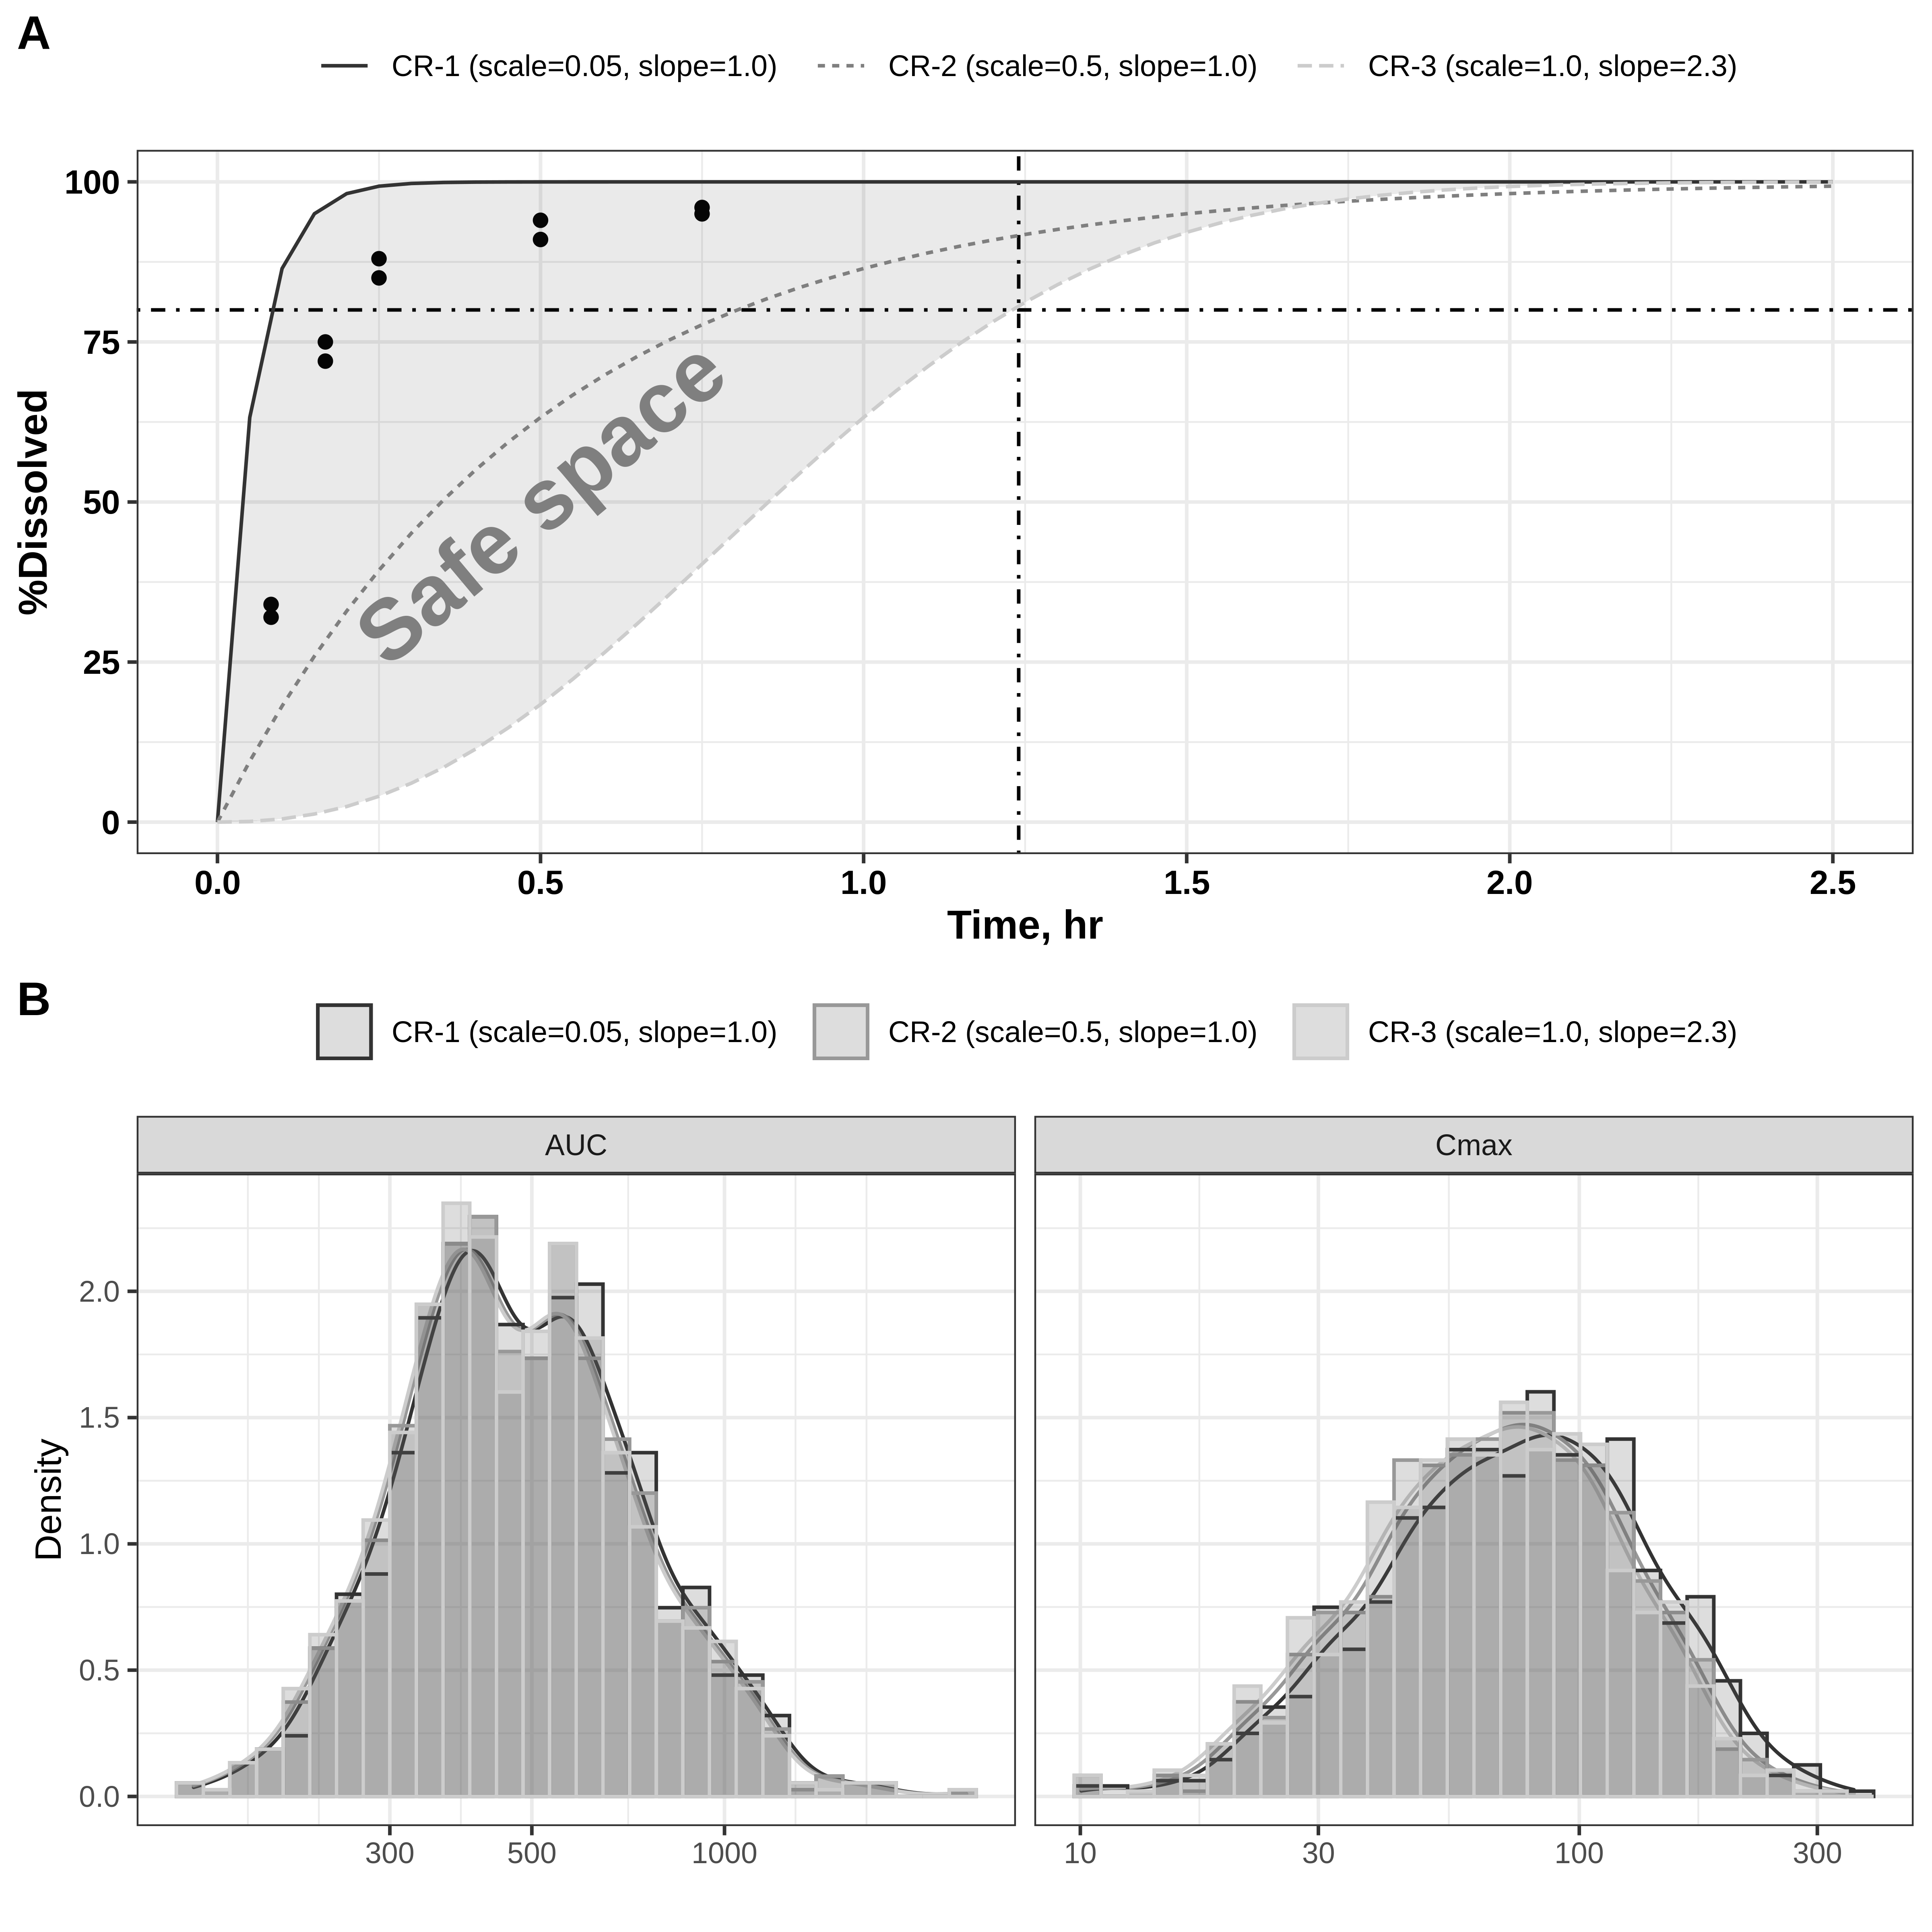 A
CR-1 (scale=0.05, slope=1.0) CR-2 (scale=0.5, slope=1.0) CR-3 (scale=1.0, slope=2.3)
100
75
50
25
0
%Dissolved
Safe space
0.0 0.5 1.0 1.5 2.0 2.5
Time, hr
B
CR-1 (scale=0.05, slope=1.0) CR-2 (scale=0.5, slope=1.0) CR-3 (scale=1.0, slope=2.3)
AUC Cmax
2.0
1.5
1.0
0.5
0.0
Density
300 500 1000 10 30 100 300